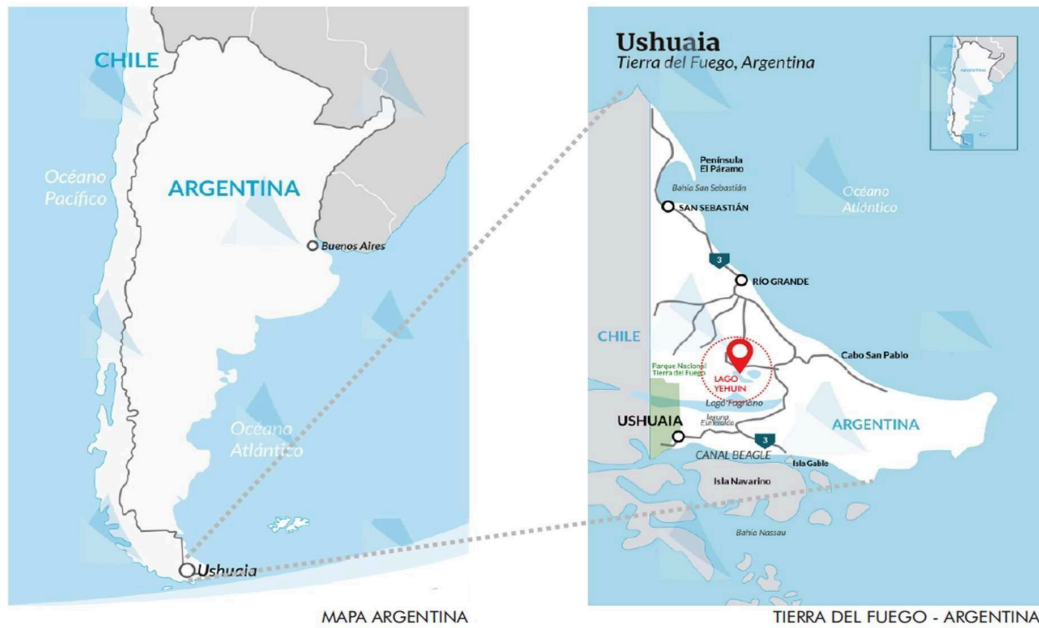 CHILE
Océano
Pacífico
ARGENTINA
Buenos Aires
Océano
Atlántico
Ushuaia
MAPA ARGENTINA
Ushuaia
Tierra del Fuego, Argentina
CHILE
ARGENTINA
Península
El Páramo
Bahía San Sebastián
SAN SEBASTIÁN
Océano
Atlántico
3
RÍO GRANDE
CHILE
Cabo San Pablo
Parque Nacional
Tierra del Fuego
LAGO
YEHUIN
Lago Fagnano
USHUAIA
laguna
Esmeralda
ARGENTINA
3
CANAL BEAGLE
Isla Gable
Isla Navarino
Bahía Nassau
TIERRA DEL FUEGO - ARGENTINA